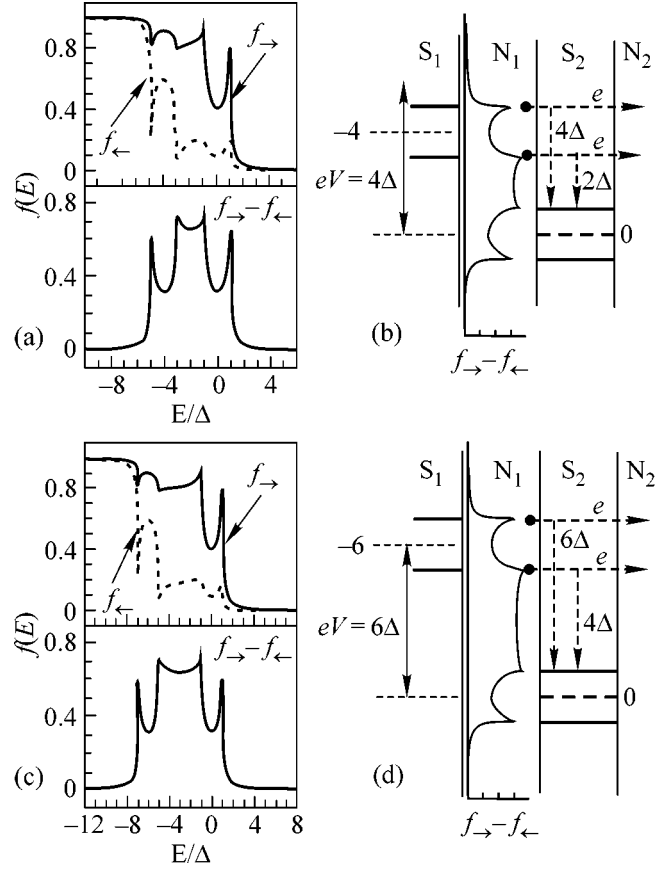 (a)
f(E)
0.8
0.4
0
f→
f←
0.8
0.4
0
f→–f←
–8 –4 0 4
E/Δ
(b)
S1 N1 S2 N2
–4
eV = 4Δ
e
4Δ
e
2Δ
0
f→–f←
(c)
f(E)
0.8
0.4
0
f→
f←
0.8
0.4
0
f→–f←
–12 –8 –4 0 4 8
E/Δ
(d)
S1 N1 S2 N2
–6
eV = 6Δ
e
6Δ
e
4Δ
0
f→–f←